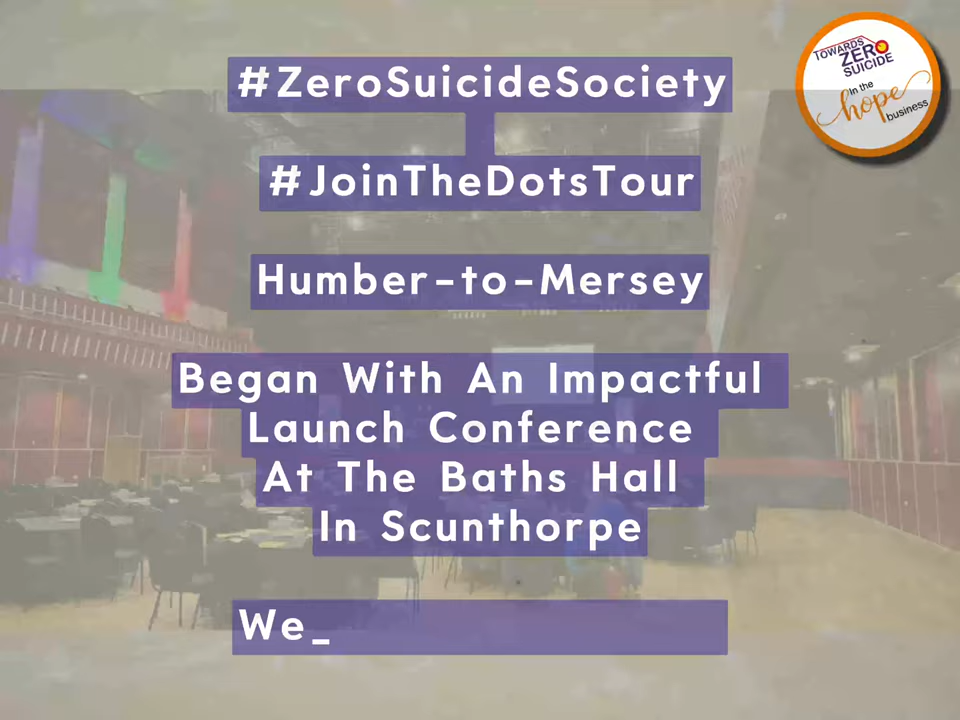 #ZeroSuicideSociety
TOWARDS
ZERO
SUICIDE
In the
hope
business
#JoinTheDotsTour
Humber-to-Mersey
Began With An Impactful
Launch Conference
At The Baths Hall
In Scunthorpe
We_